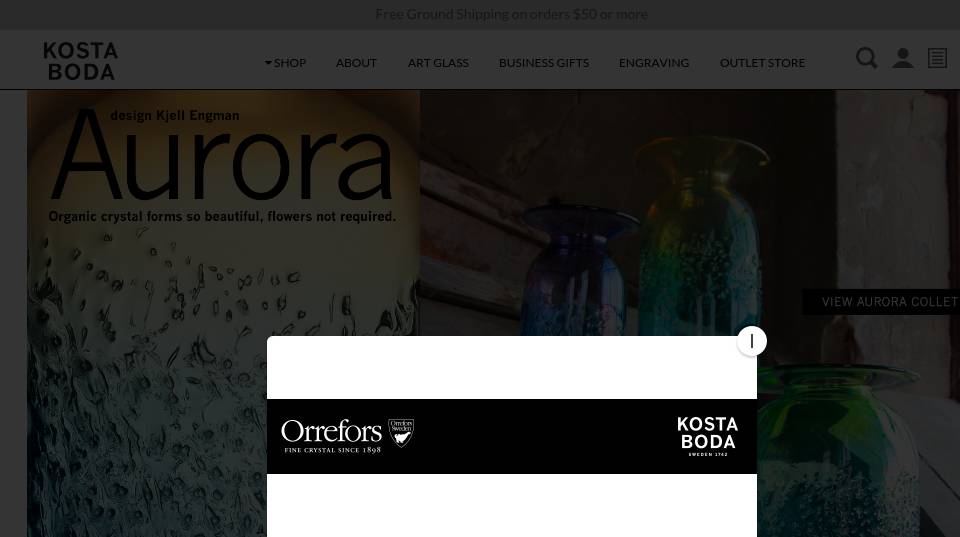 Free Ground Shipping on orders $50 or more
KOSTA
BODA
SHOP
ABOUT
ART GLASS
BUSINESS GIFTS
ENGRAVING
OUTLET STORE
design Kjell Engman
Aurora
Organic crystal forms so beautiful, flowers not required.
VIEW AURORA COLLET
Orrefors
FINE CRYSTAL SINCE 1898
Orrefors
Sweden
KOSTA
BODA
SWEDEN 1742